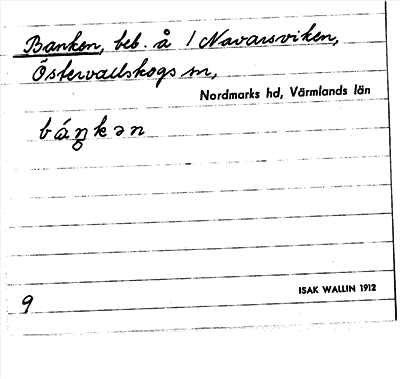 Banken, beb. å 1 Navarsviken,
Östervallskogs sn,
Nordmarks hd, Värmlands län
báŋkən
9
ISAK WALLIN 1912